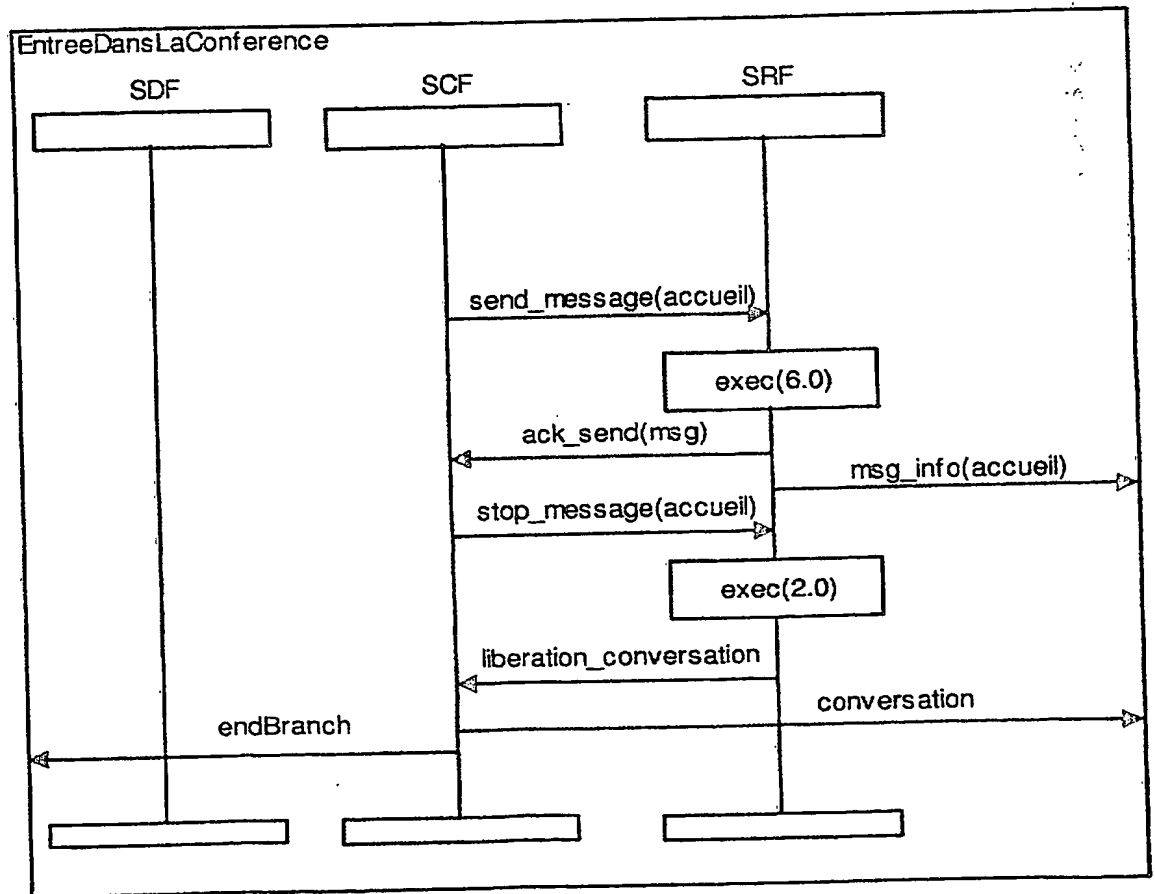 EntreeDansLaConference
SDF
SCF
SRF
send_message(accueil)
exec(6.0)
ack_send(msg)
msg_info(accueil)
stop_message(accueil)
exec(2.0)
liberation_conversation
conversation
endBranch